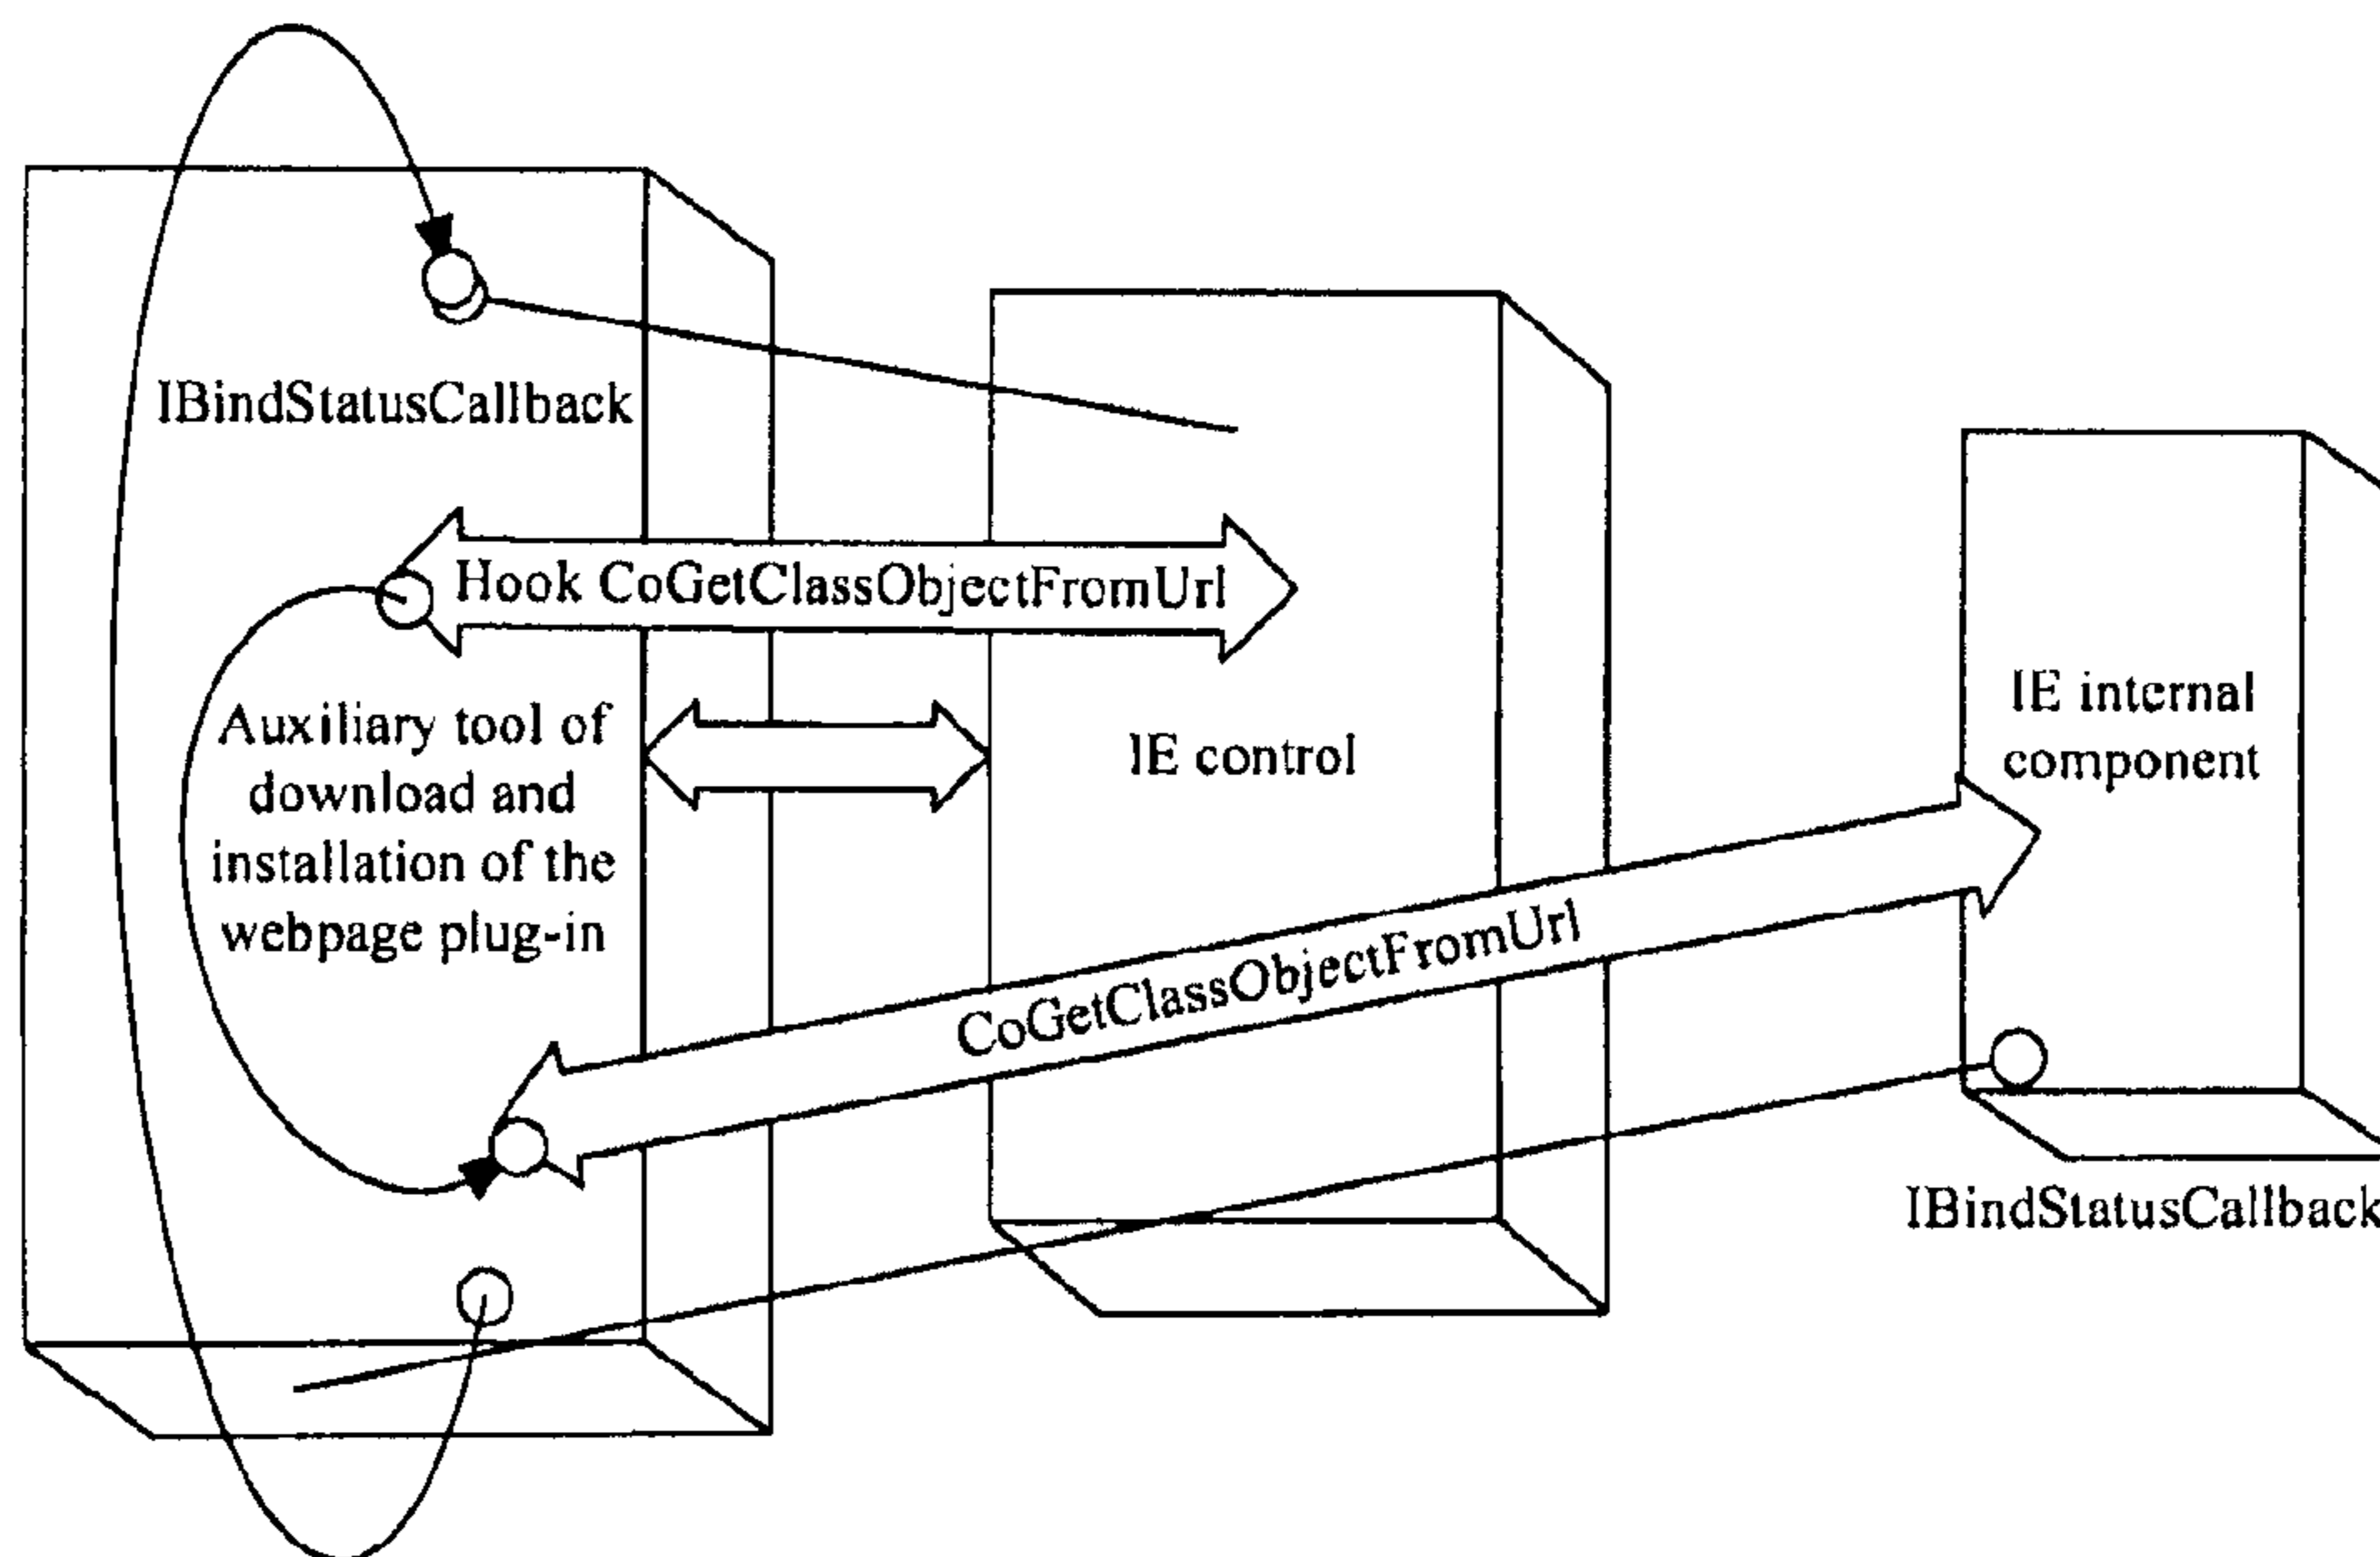 IBindStatusCallback
Hook CoGetClassObjectFromUrl
Auxiliary tool of
download and
installation of the
webpage plug-in
IE control
IE internal
component
CoGetClassObjectFromUrl
IBindStatusCallback